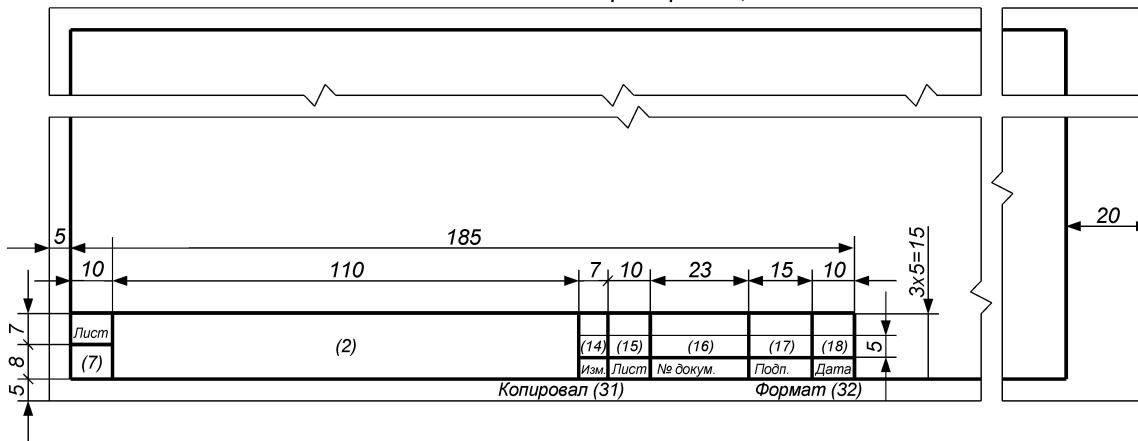 5 185 20
10 110 7 10 23 15 10 3x5=15
7 Лист
8 (7) (2) (14) (15) (16) (17) (18) 5
Изм. Лист № докум. Подп. Дата
5 Копировал (31) Формат (32)